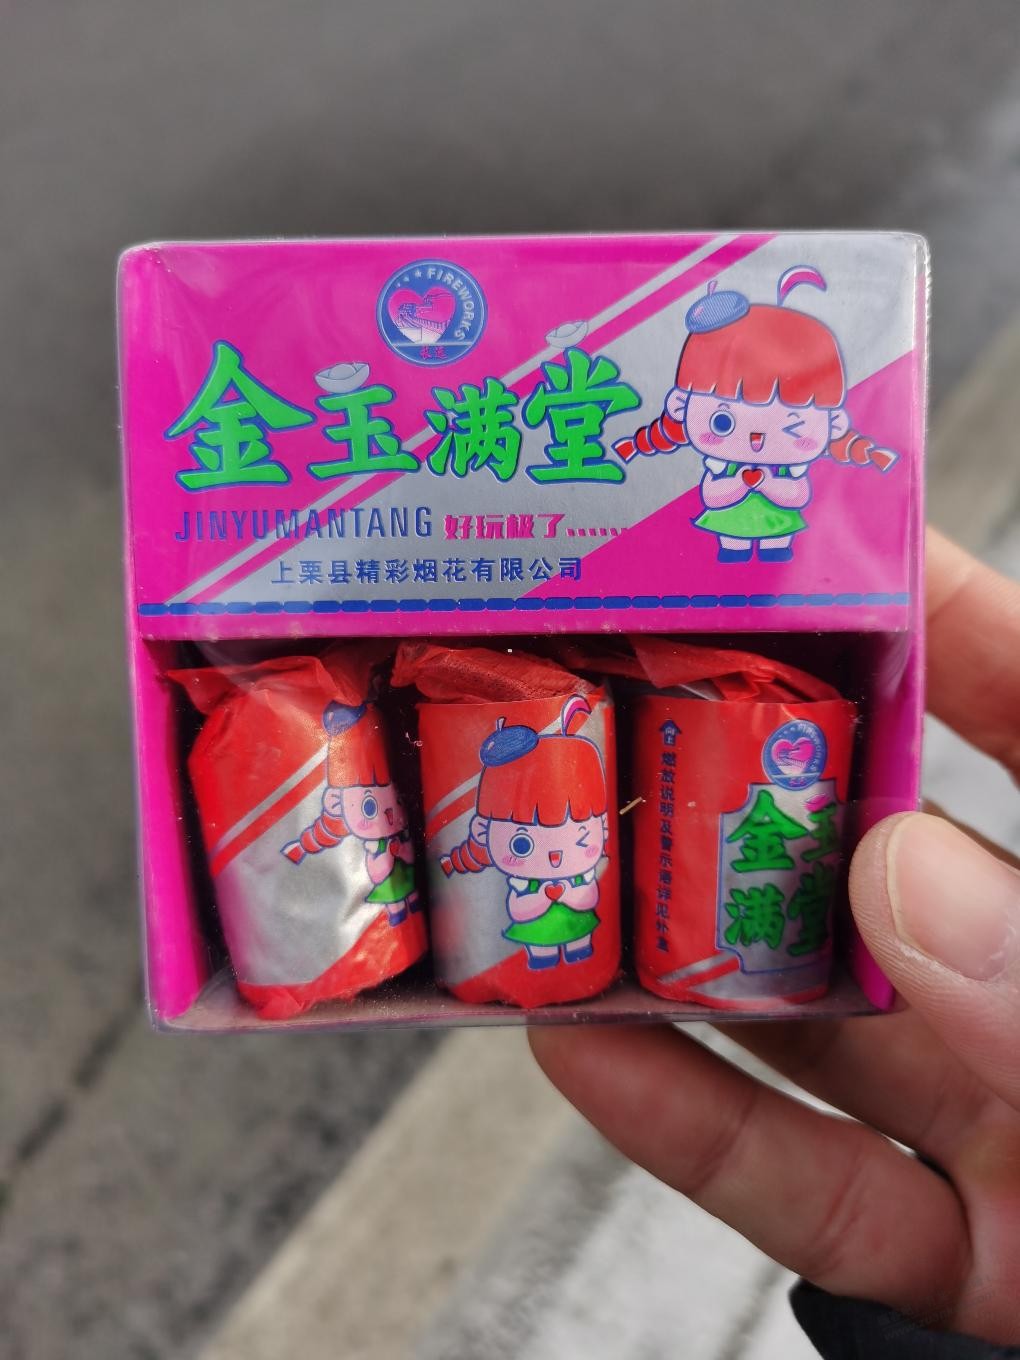 FIREWORKS
金玉满堂
JINYUMANTANG 好玩极了......
上栗县精彩烟花有限公司
向上
燃放说明及警示语详见外盒
FIREWORKS
金玉
满堂